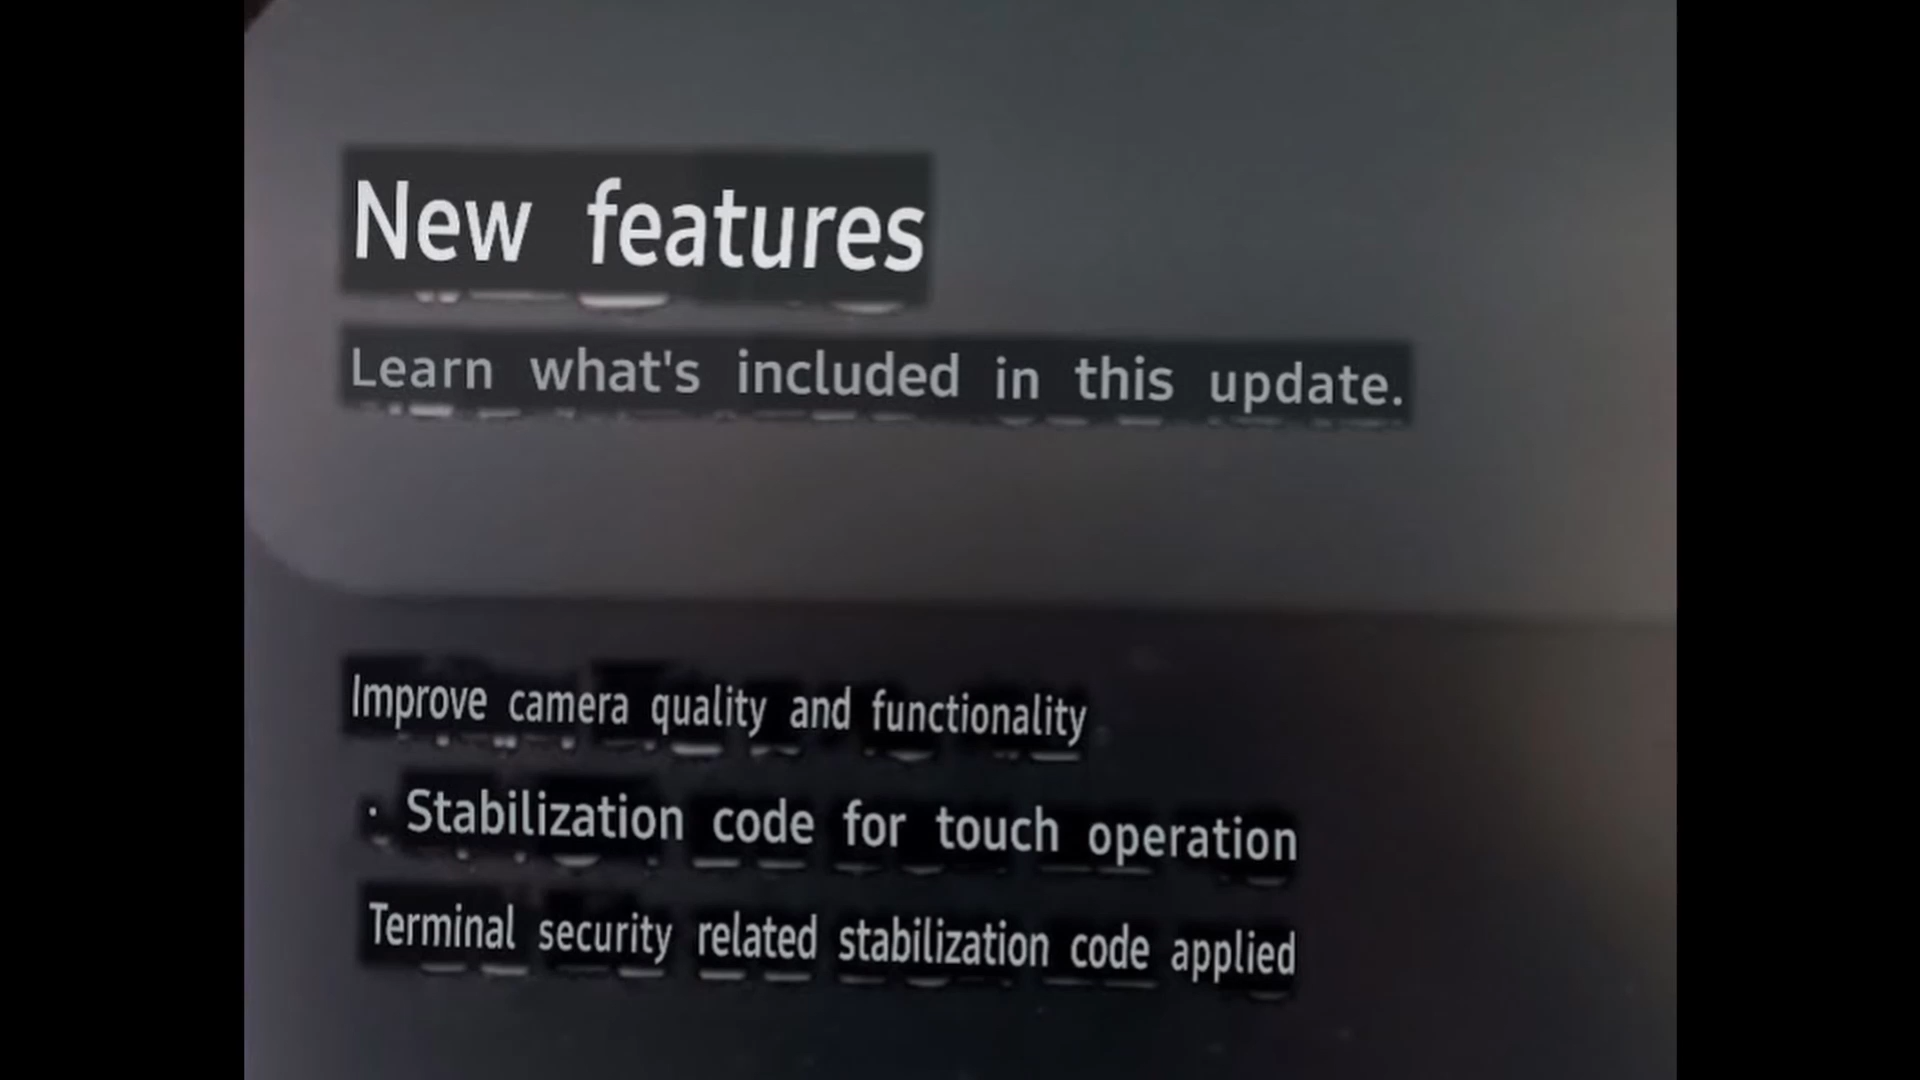 New features
Learn what's included in this update.
Improve camera quality and functionality
· Stabilization code for touch operation
Terminal security related stabilization code applied